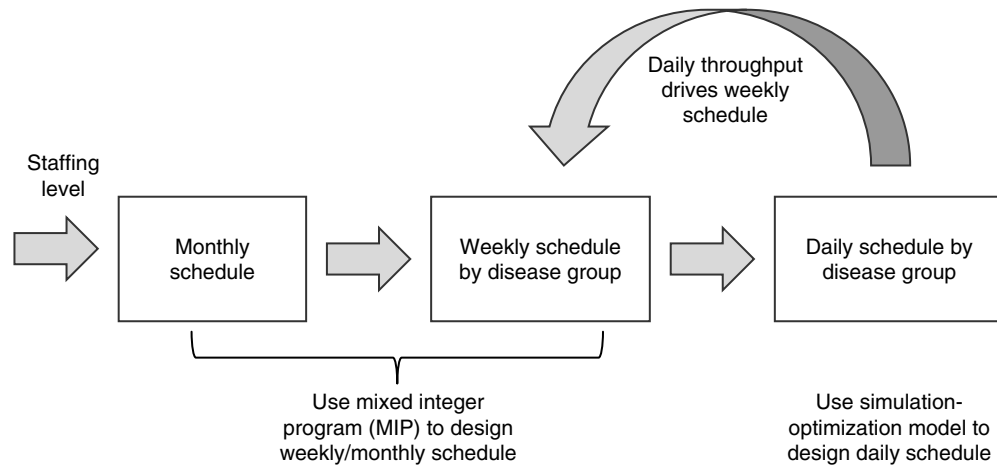 Daily throughput
drives weekly
schedule
Staffing
level
Monthly
schedule
Weekly schedule
by disease group
Daily schedule by
disease group
Use mixed integer
program (MIP) to design
weekly/monthly schedule
Use simulation-
optimization model to
design daily schedule